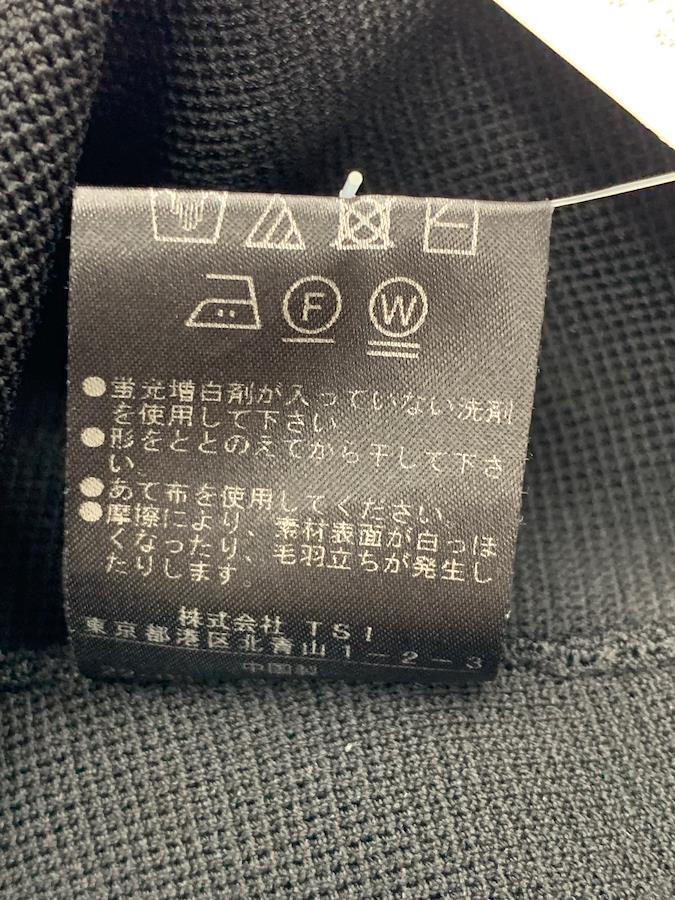 F W
●蛍光増白剤が入っていない洗剤
を使用して下さい
●形をととのえてから干して下さ
い。
●あて布を使用してください。
●摩擦により、素材表面が白っぽ
くなったり、毛羽立ちが発生し
たりします。
株式会社 TSI
東京都港区北青山1-2-3
中国製